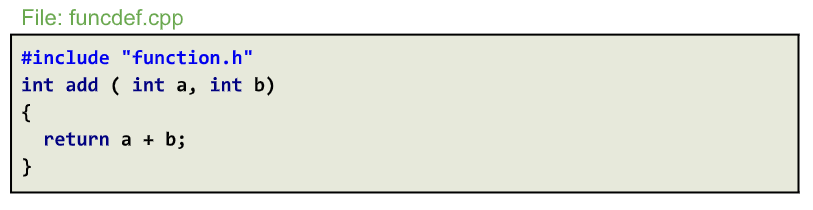 File: funcdef.cpp
#include "function.h"
int add ( int a, int b)
{
  return a + b;
}